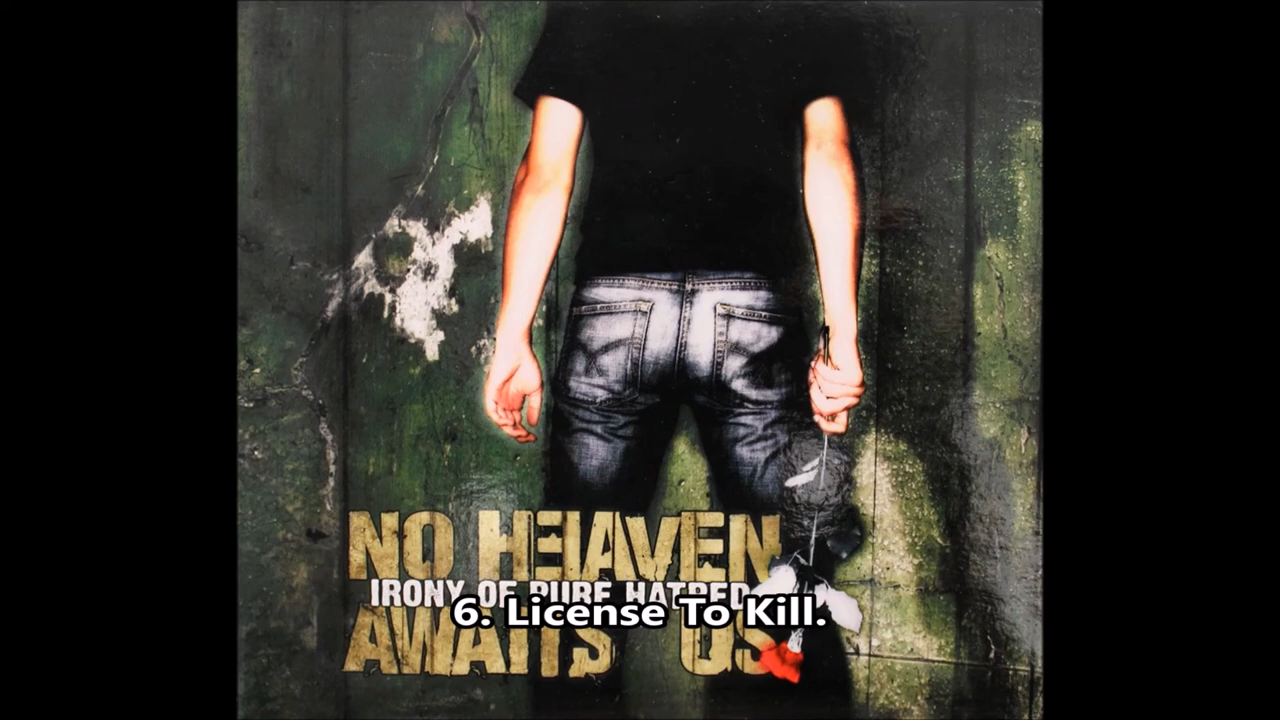 NO HEAVEN
IRONY OF PURE HATRED
6. License To Kill.
AWAITS US